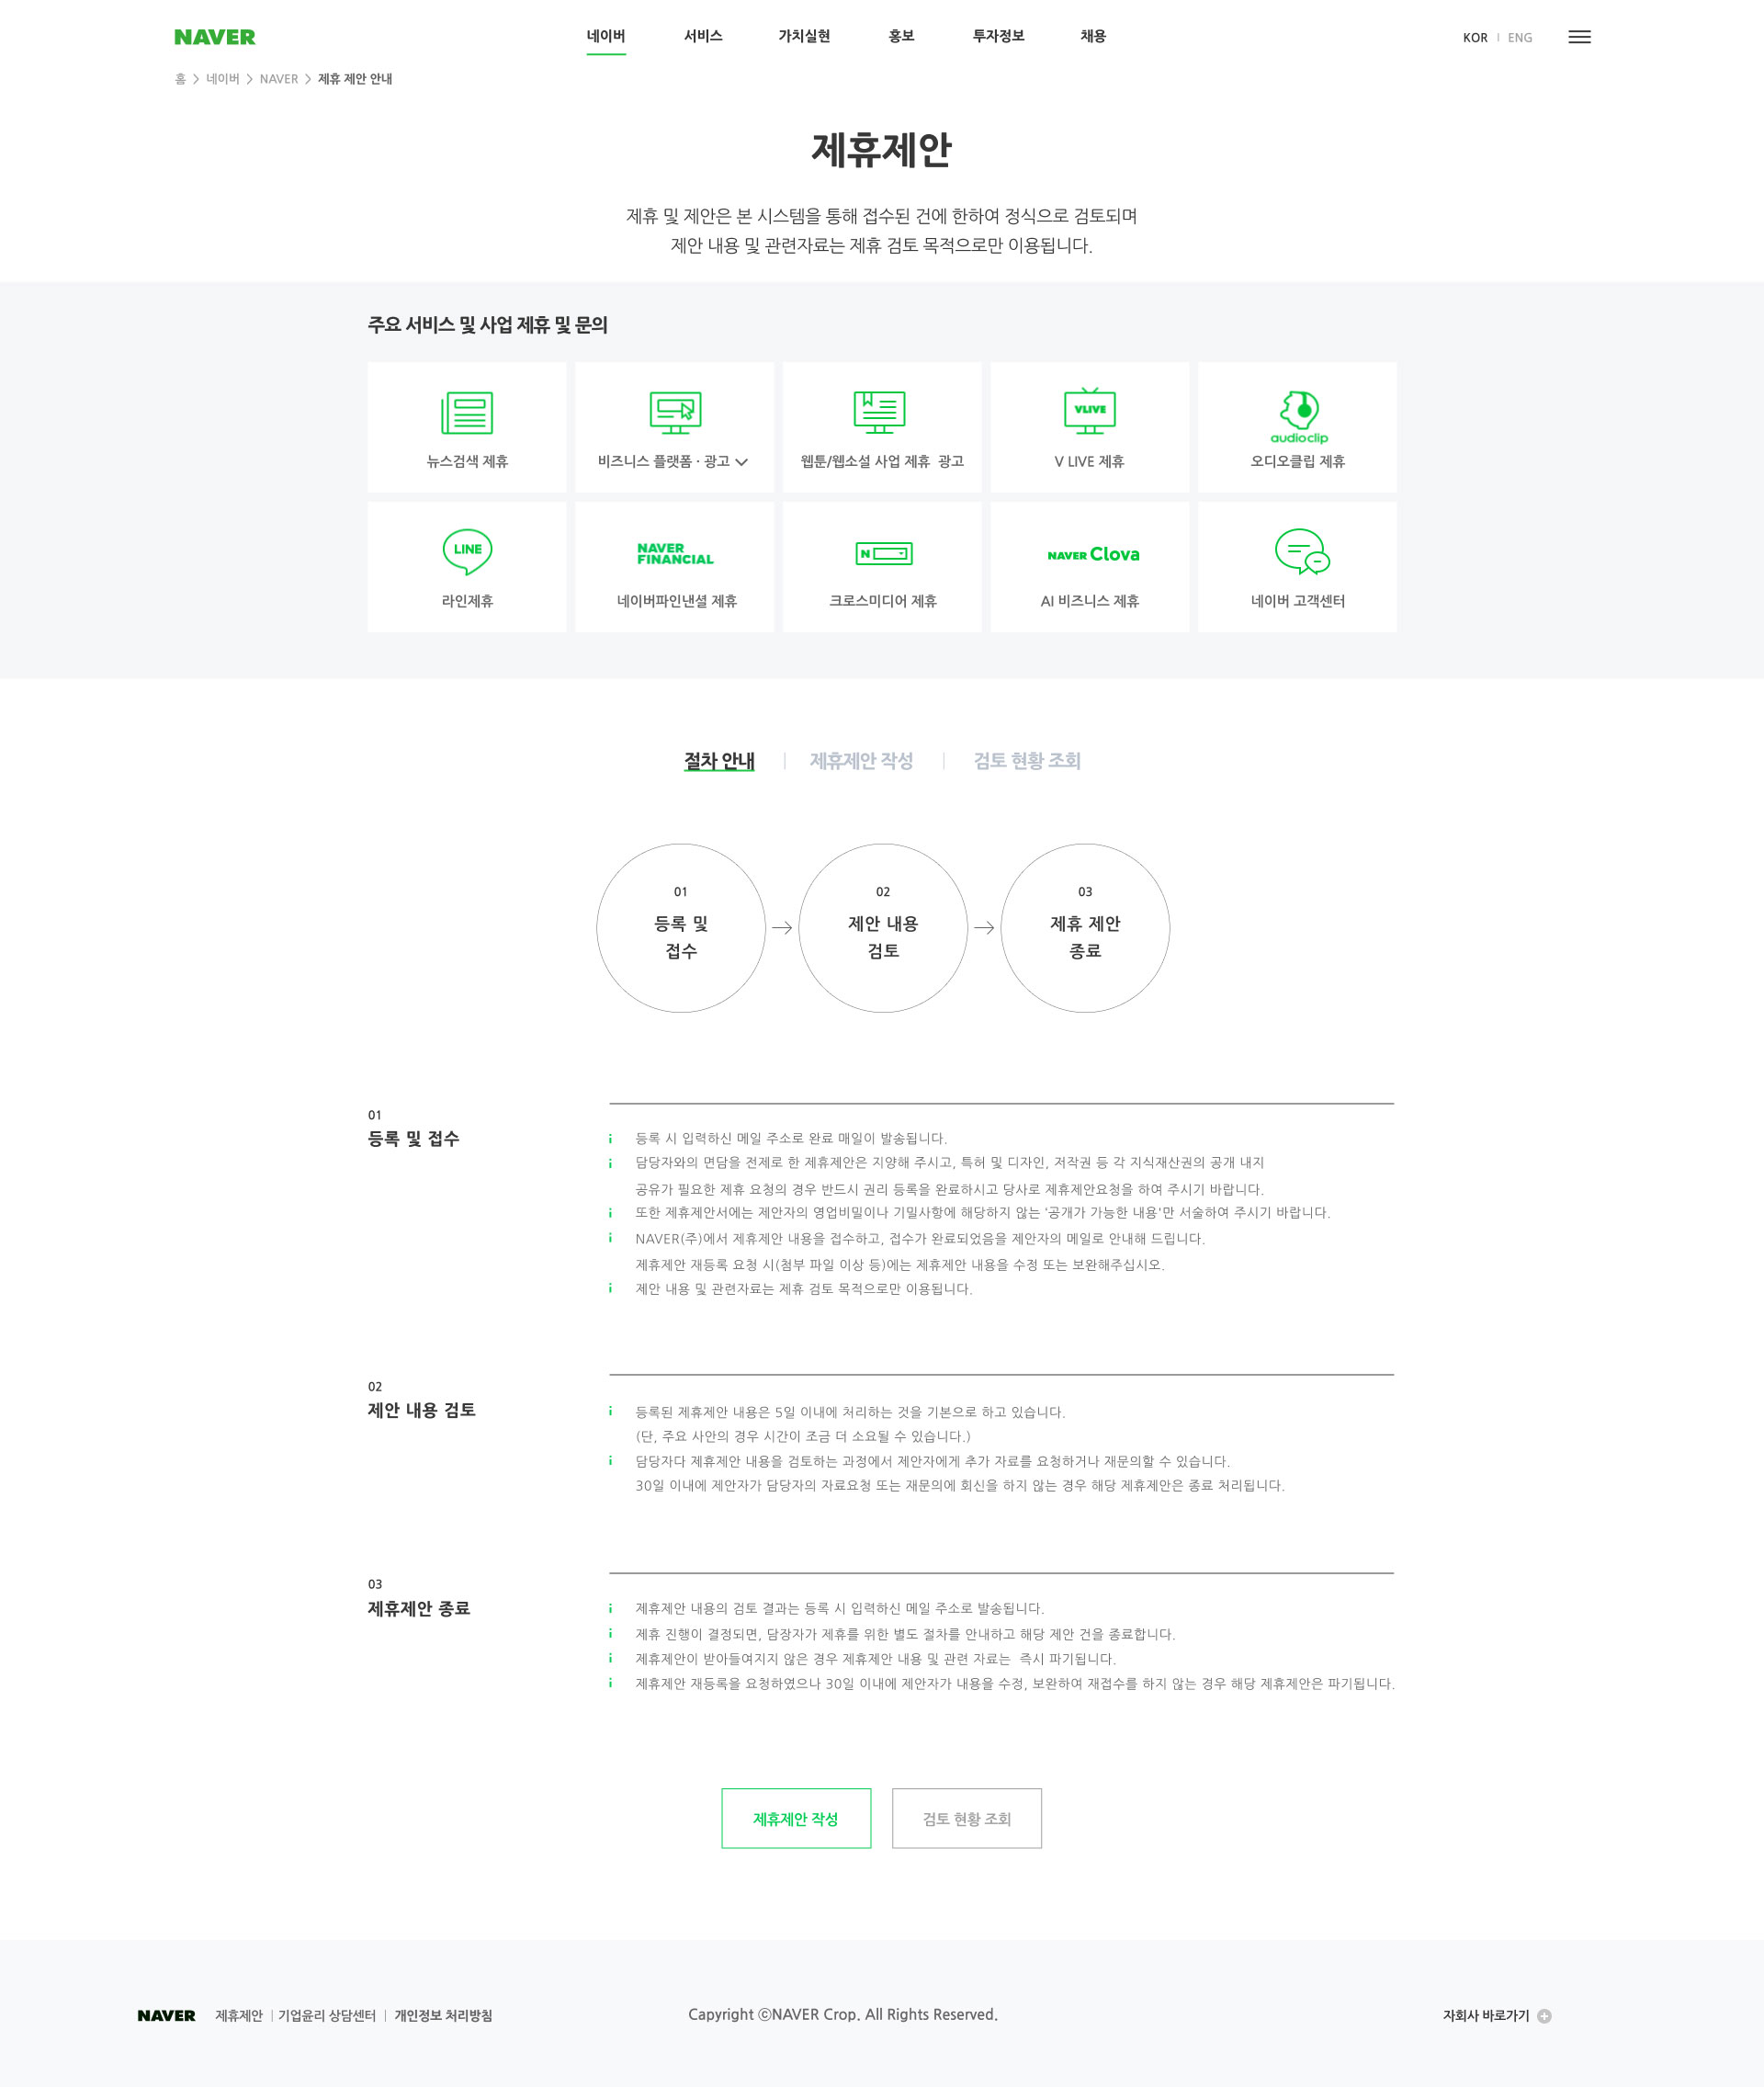 NAVER
네이버 서비스 가치실현 홍보 투자정보 채용
KOR | ENG
홈 > 네이버 > NAVER > 제휴 제안 안내
제휴제안
제휴 및 제안은 본 시스템을 통해 접수된 건에 한하여 정식으로 검토되며
제안 내용 및 관련자료는 제휴 검토 목적으로만 이용됩니다.
주요 서비스 및 사업 제휴 및 문의
뉴스검색 제휴
비즈니스 플랫폼 · 광고
웹툰/웹소설 사업 제휴 광고
VLIVE
V LIVE 제휴
audioclip
오디오클립 제휴
LINE
라인제휴
NAVER
FINANCIAL
네이버파인낸셜 제휴
N
크로스미디어 제휴
NAVER Clova
AI 비즈니스 제휴
네이버 고객센터
절차 안내 | 제휴제안 작성 | 검토 현황 조회
01
등록 및
접수
02
제안 내용
검토
03
제휴 제안
종료
01
등록 및 접수
등록 시 입력하신 메일 주소로 완료 매일이 발송됩니다.
담당자와의 면담을 전제로 한 제휴제안은 지양해 주시고, 특허 및 디자인, 저작권 등 각 지식재산권의 공개 내지
공유가 필요한 제휴 요청의 경우 반드시 권리 등록을 완료하시고 당사로 제휴제안요청을 하여 주시기 바랍니다.
또한 제휴제안서에는 제안자의 영업비밀이나 기밀사항에 해당하지 않는 '공개가 가능한 내용'만 서술하여 주시기 바랍니다.
NAVER(주)에서 제휴제안 내용을 접수하고, 접수가 완료되었음을 제안자의 메일로 안내해 드립니다.
제휴제안 재등록 요청 시(첨부 파일 이상 등)에는 제휴제안 내용을 수정 또는 보완해주십시오.
제안 내용 및 관련자료는 제휴 검토 목적으로만 이용됩니다.
02
제안 내용 검토
등록된 제휴제안 내용은 5일 이내에 처리하는 것을 기본으로 하고 있습니다.
(단, 주요 사안의 경우 시간이 조금 더 소요될 수 있습니다.)
담당자다 제휴제안 내용을 검토하는 과정에서 제안자에게 추가 자료를 요청하거나 재문의할 수 있습니다.
30일 이내에 제안자가 담당자의 자료요청 또는 재문의에 회신을 하지 않는 경우 해당 제휴제안은 종료 처리됩니다.
03
제휴제안 종료
제휴제안 내용의 검토 결과는 등록 시 입력하신 메일 주소로 발송됩니다.
제휴 진행이 결정되면, 담장자가 제휴를 위한 별도 절차를 안내하고 해당 제안 건을 종료합니다.
제휴제안이 받아들여지지 않은 경우 제휴제안 내용 및 관련 자료는 즉시 파기됩니다.
제휴제안 재등록을 요청하였으나 30일 이내에 제안자가 내용을 수정, 보완하여 재접수를 하지 않는 경우 해당 제휴제안은 파기됩니다.
제휴제안 작성
검토 현황 조회
NAVER 제휴제안 | 기업윤리 상담센터 | 개인정보 처리방침
Capyright ⓒNAVER Crop. All Rights Reserved.
자회사 바로가기